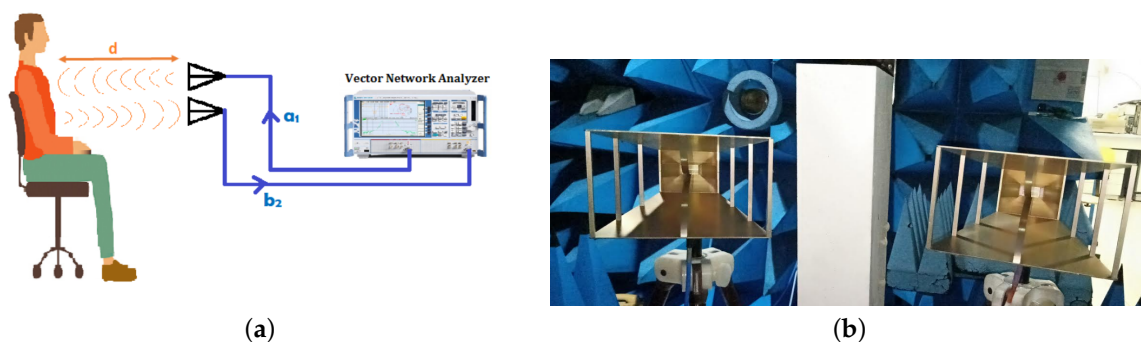 d
Vector Network Analyzer
a₁
b₂
(a)
(b)